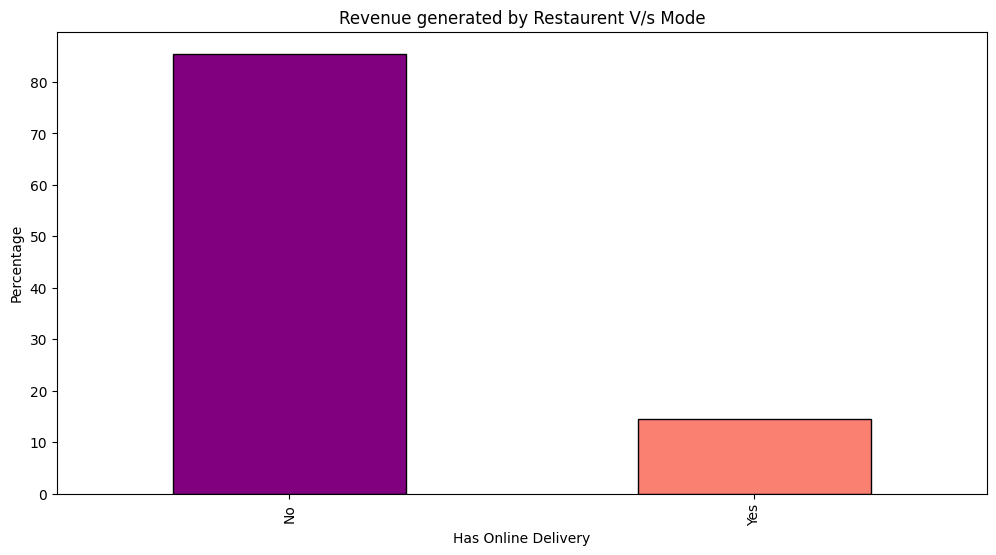 Revenue generated by Restaurent V/s Mode
Percentage
80
70
60
50
40
30
20
10
0
No
Yes
Has Online Delivery